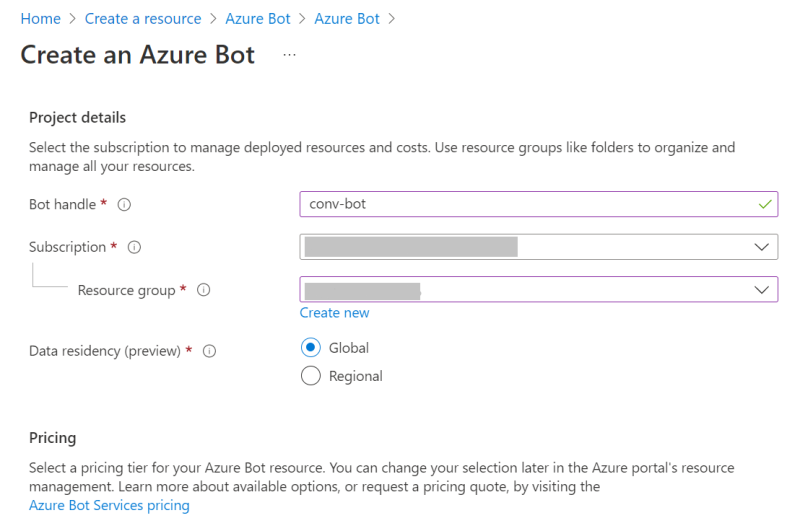 Home > Create a resource > Azure Bot > Azure Bot >
Create an Azure Bot ...
Project details
Select the subscription to manage deployed resources and costs. Use resource groups like folders to organize and
manage all your resources.
Bot handle * conv-bot
Subscription *
Resource group *
Create new
Data residency (preview) * Global
Regional
Pricing
Select a pricing tier for your Azure Bot resource. You can change your selection later in the Azure portal's resource
management. Learn more about available options, or request a pricing quote, by visiting the
Azure Bot Services pricing